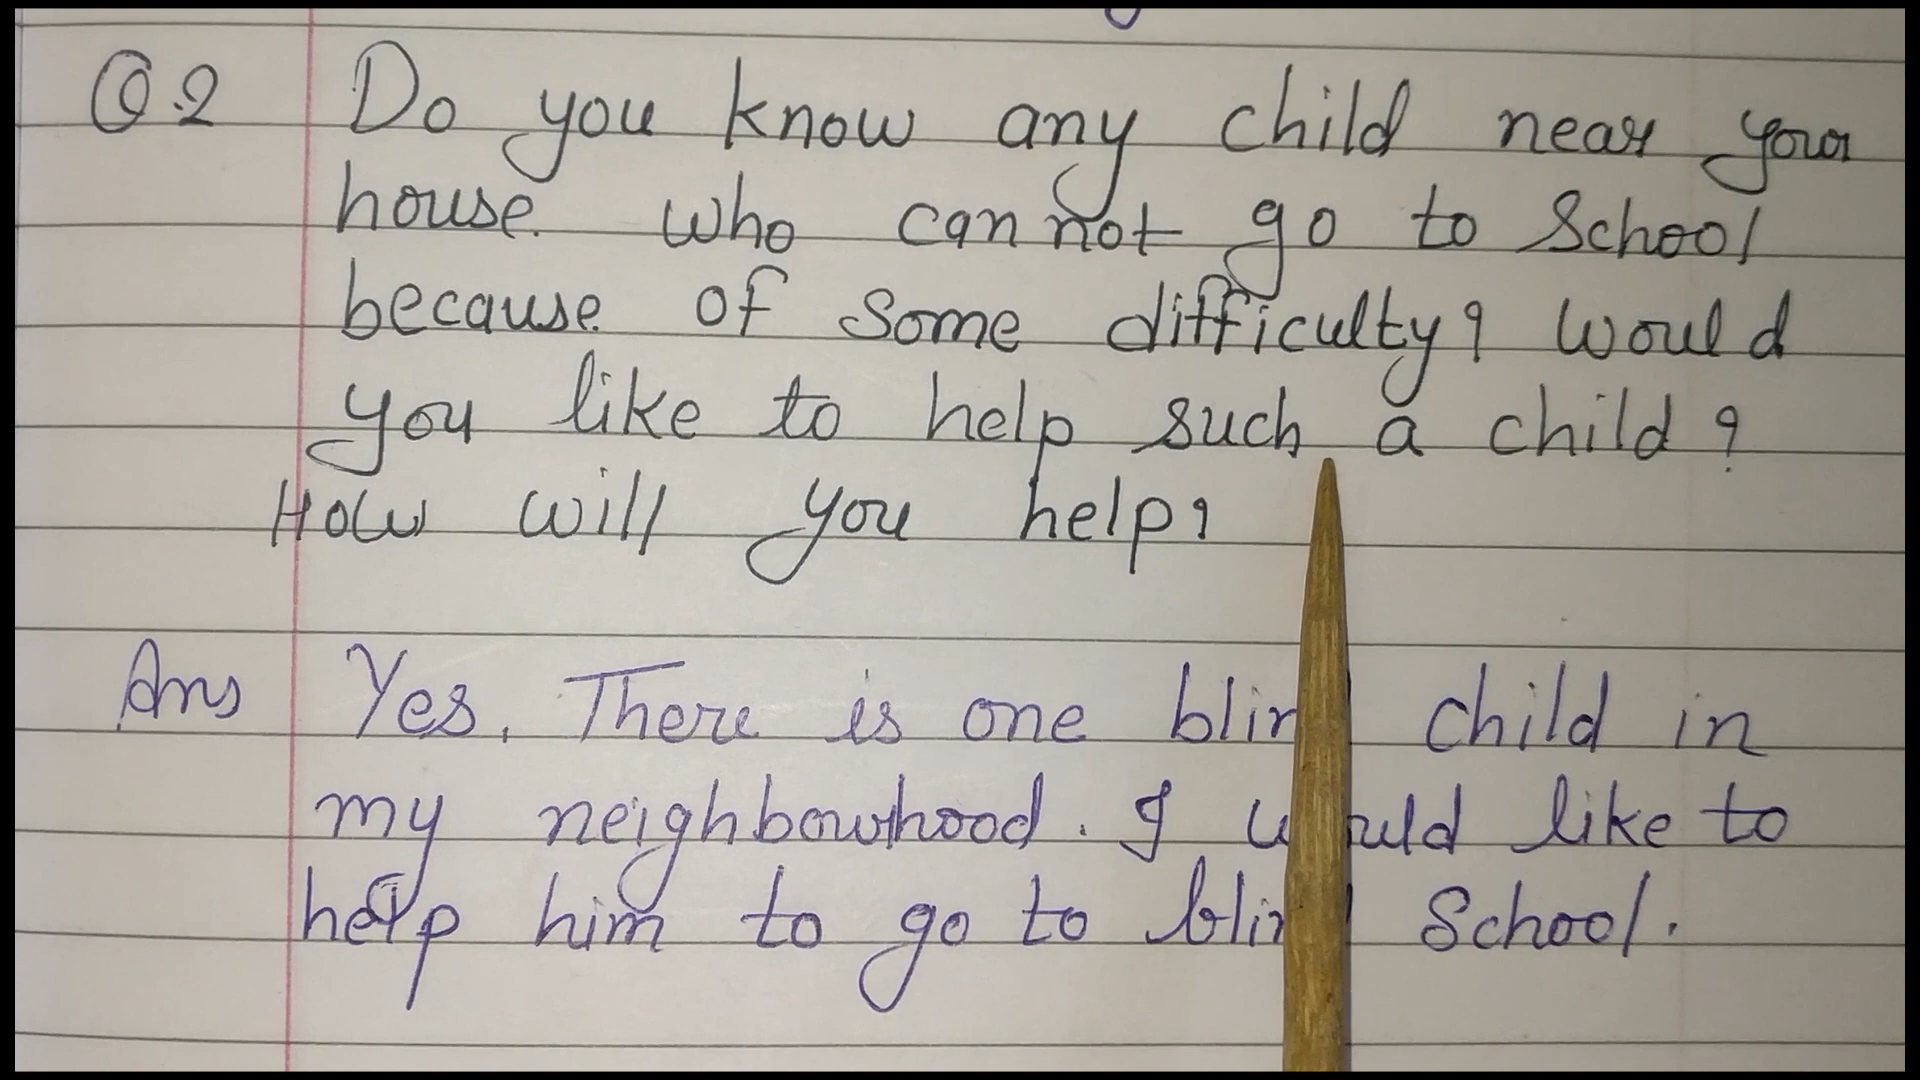 Q.2 Do you know any child near your
house who cannot go to School
because of some difficulty? Would
you like to help such a child?
How will you help?
Ans Yes. There is one child in
my neighbourhood. I would like to
help him to go to School.